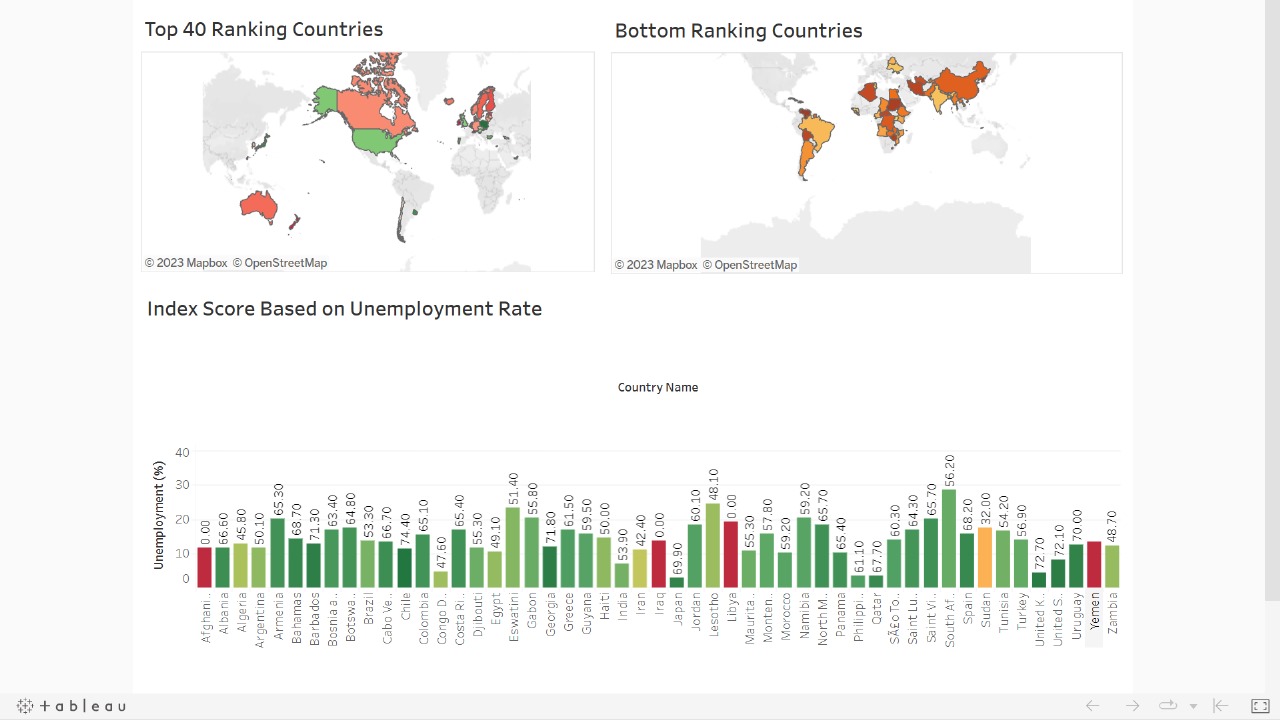 Top 40 Ranking Countries
Bottom Ranking Countries
© 2023 Mapbox © OpenStreetMap
© 2023 Mapbox © OpenStreetMap
Index Score Based on Unemployment Rate
Country Name
Unemployment (%)
40
30
20
10
0
0.00
66.60
45.80
50.10
65.30
68.70
71.30
63.40
64.80
53.30
66.70
74.40
65.10
47.60
65.40
55.30
49.10
51.40
55.80
71.80
61.50
59.50
50.00
53.90
42.40
0.00
69.90
60.10
48.10
0.00
55.30
57.80
59.20
59.20
65.70
65.40
61.10
67.70
60.30
64.30
65.70
56.20
68.20
32.00
54.20
56.90
72.70
72.10
70.00
48.70
Afghani..
Albania
Algeria
Argentina
Armenia
Bahamas
Barbados
Bosnia a..
Botswa..
Brazil
Cabo Ve..
Chile
Colombia
Congo D..
Costa Ri..
Djibouti
Egypt
Eswatini
Gabon
Georgia
Greece
Guyana
Haiti
India
Iran
Iraq
Japan
Jordan
Lesotho
Libya
Maurita..
Monten..
Morocco
Namibia
North M..
Panama
Philippi..
Qatar
SÃ£o To..
Saint Lu..
Saint Vi..
South Af..
Spain
Sudan
Tunisia
Turkey
United K..
United S..
Uruguay
Yemen
Zambia
+ a b l e a u